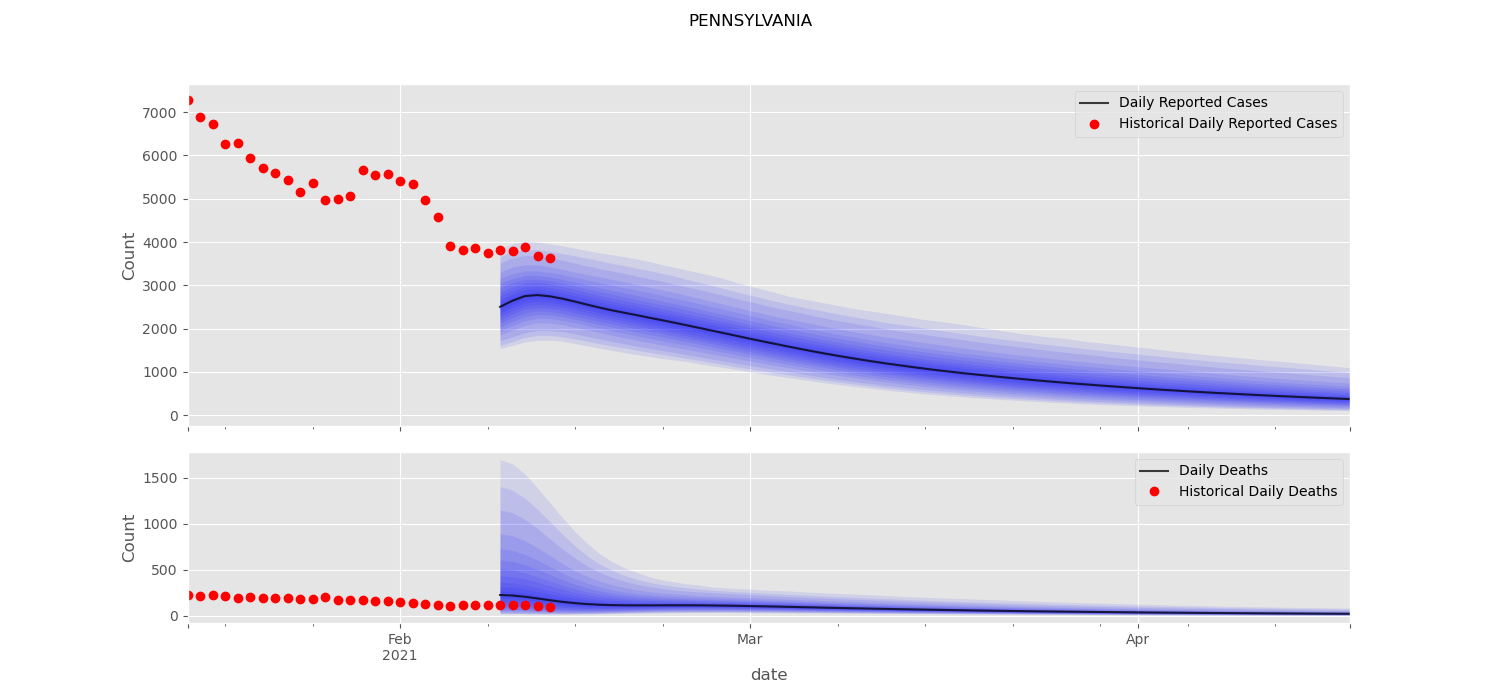 PENNSYLVANIA
Daily Reported Cases
Historical Daily Reported Cases
7000
6000
5000
4000
3000
2000
1000
0
Count
Daily Deaths
Historical Daily Deaths
1500
1000
500
0
Count
Feb
2021
Mar
Apr
date